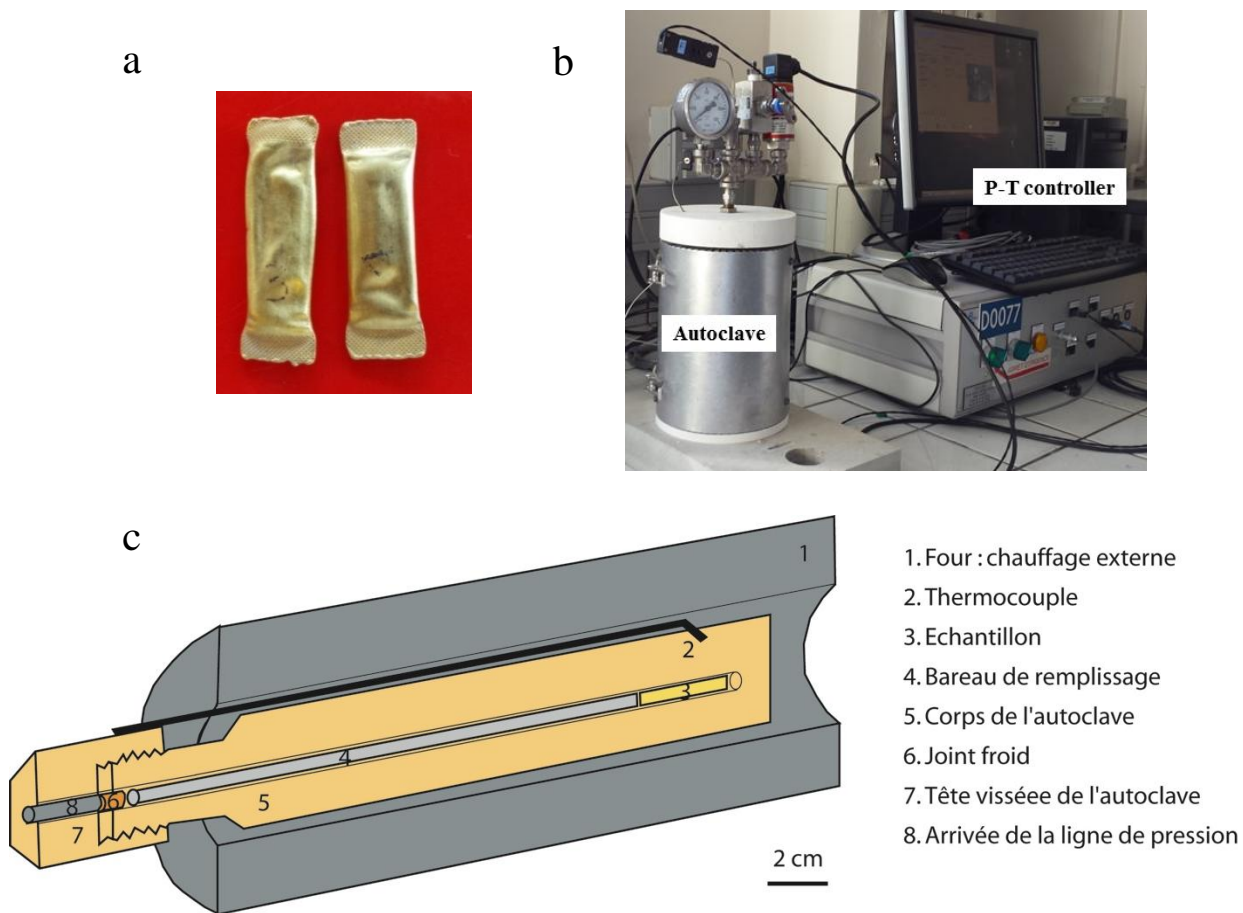 a
b
P-T controller
Autoclave
D0077
c
1
2
3
4
5
6
7
8
2 cm
1. Four : chauffage externe
2. Thermocouple
3. Echantillon
4. Bareau de remplissage
5. Corps de l'autoclave
6. Joint froid
7. Tête visséee de l'autoclave
8. Arrivée de la ligne de pression